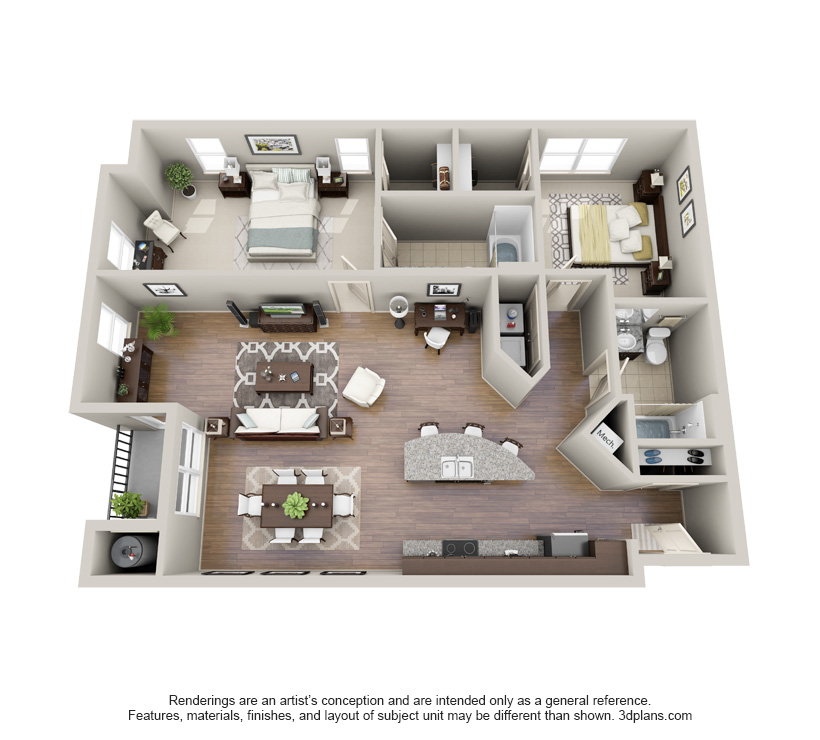 Mech.
Renderings are an artist's conception and are intended only as a general reference.
Features, materials, finishes, and layout of subject unit may be different than shown. 3dplans.com